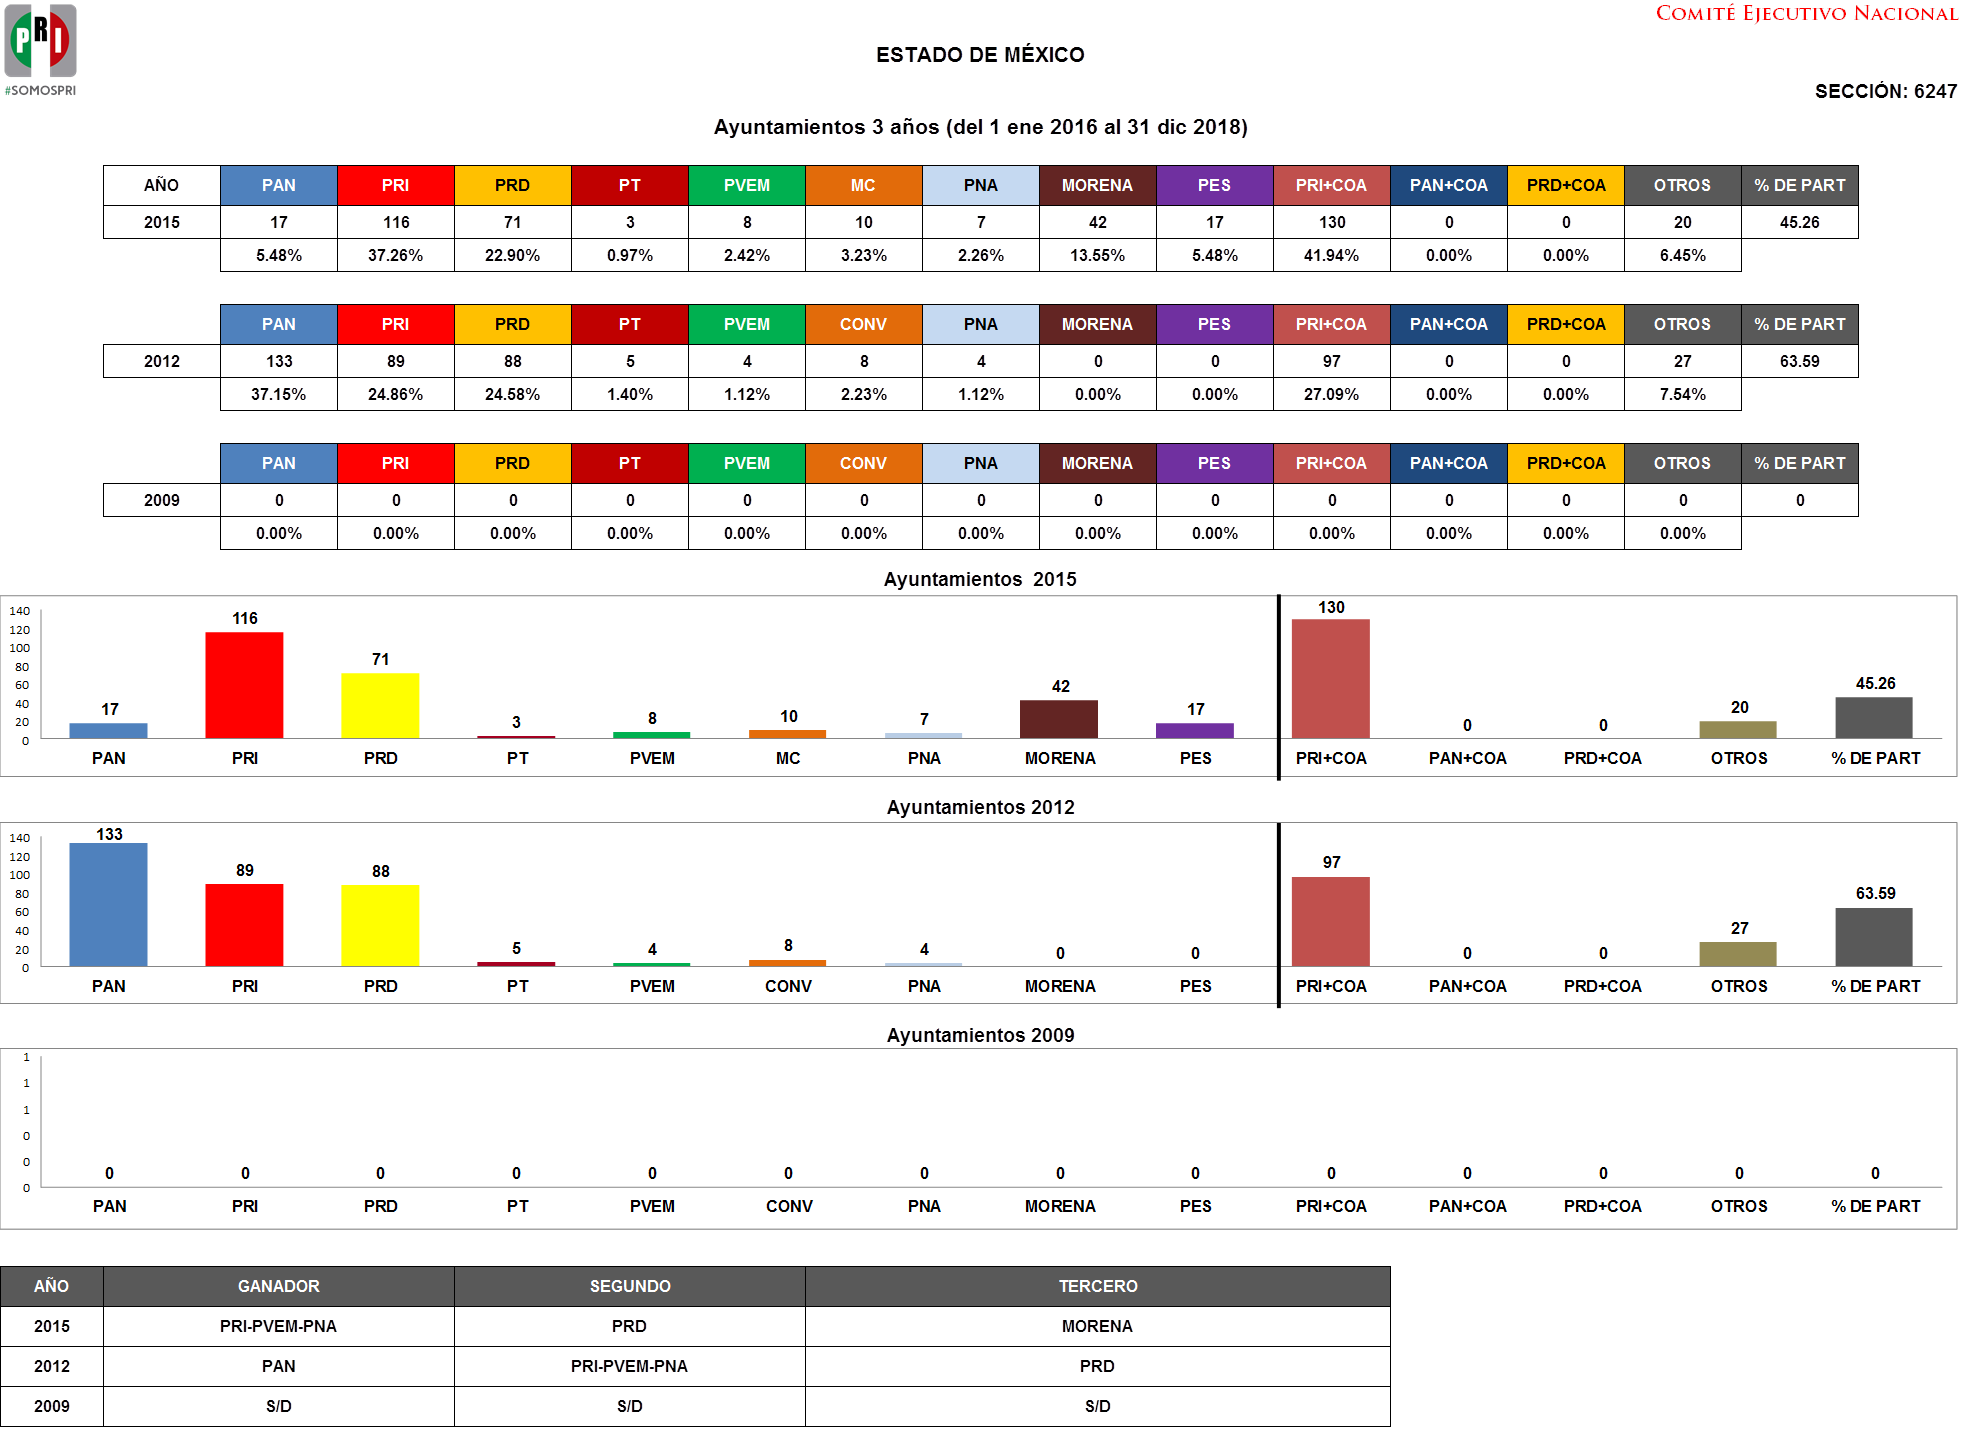 PRI
#SOMOSPRI
COMITÉ EJECUTIVO NACIONAL
ESTADO DE MÉXICO
SECCIÓN: 6247
Ayuntamientos 3 años (del 1 ene 2016 al 31 dic 2018)
AÑO PAN PRI PRD PT PVEM MC PNA MORENA PES PRI+COA PAN+COA PRD+COA OTROS % DE PART
2015 17 116 71 3 8 10 7 42 17 130 0 0 20 45.26
5.48% 37.26% 22.90% 0.97% 2.42% 3.23% 2.26% 13.55% 5.48% 41.94% 0.00% 0.00% 6.45%
PAN PRI PRD PT PVEM CONV PNA MORENA PES PRI+COA PAN+COA PRD+COA OTROS % DE PART
2012 133 89 88 5 4 8 4 0 0 97 0 0 27 63.59
37.15% 24.86% 24.58% 1.40% 1.12% 2.23% 1.12% 0.00% 0.00% 27.09% 0.00% 0.00% 7.54%
PAN PRI PRD PT PVEM CONV PNA MORENA PES PRI+COA PAN+COA PRD+COA OTROS % DE PART
2009 0 0 0 0 0 0 0 0 0 0 0 0 0 0
0.00% 0.00% 0.00% 0.00% 0.00% 0.00% 0.00% 0.00% 0.00% 0.00% 0.00% 0.00% 0.00%
Ayuntamientos 2015
140
120
100
80
60
40
20
0
17 116 71 3 8 10 7 42 17 130 0 0 20 45.26
PAN PRI PRD PT PVEM MC PNA MORENA PES PRI+COA PAN+COA PRD+COA OTROS % DE PART
Ayuntamientos 2012
140
120
100
80
60
40
20
0
133 89 88 5 4 8 4 0 0 97 0 0 27 63.59
PAN PRI PRD PT PVEM CONV PNA MORENA PES PRI+COA PAN+COA PRD+COA OTROS % DE PART
Ayuntamientos 2009
1
1
1
0
0
0
0 0 0 0 0 0 0 0 0 0 0 0 0 0
PAN PRI PRD PT PVEM CONV PNA MORENA PES PRI+COA PAN+COA PRD+COA OTROS % DE PART
AÑO GANADOR SEGUNDO TERCERO
2015 PRI-PVEM-PNA PRD MORENA
2012 PAN PRI-PVEM-PNA PRD
2009 S/D S/D S/D